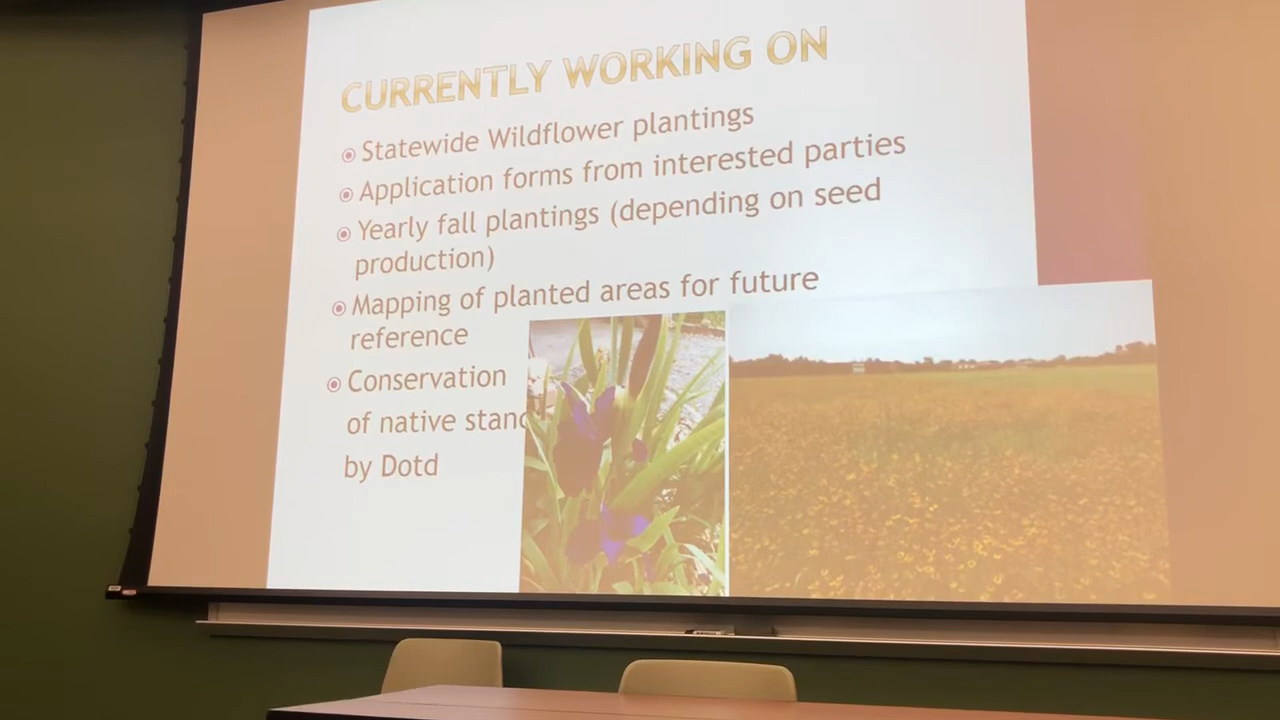 CURRENTLY WORKING ON
Statewide Wildflower plantings
Application forms from interested parties
Yearly fall plantings (depending on seed
production)
Mapping of planted areas for future
reference
Conservation
of native stand
by Dotd